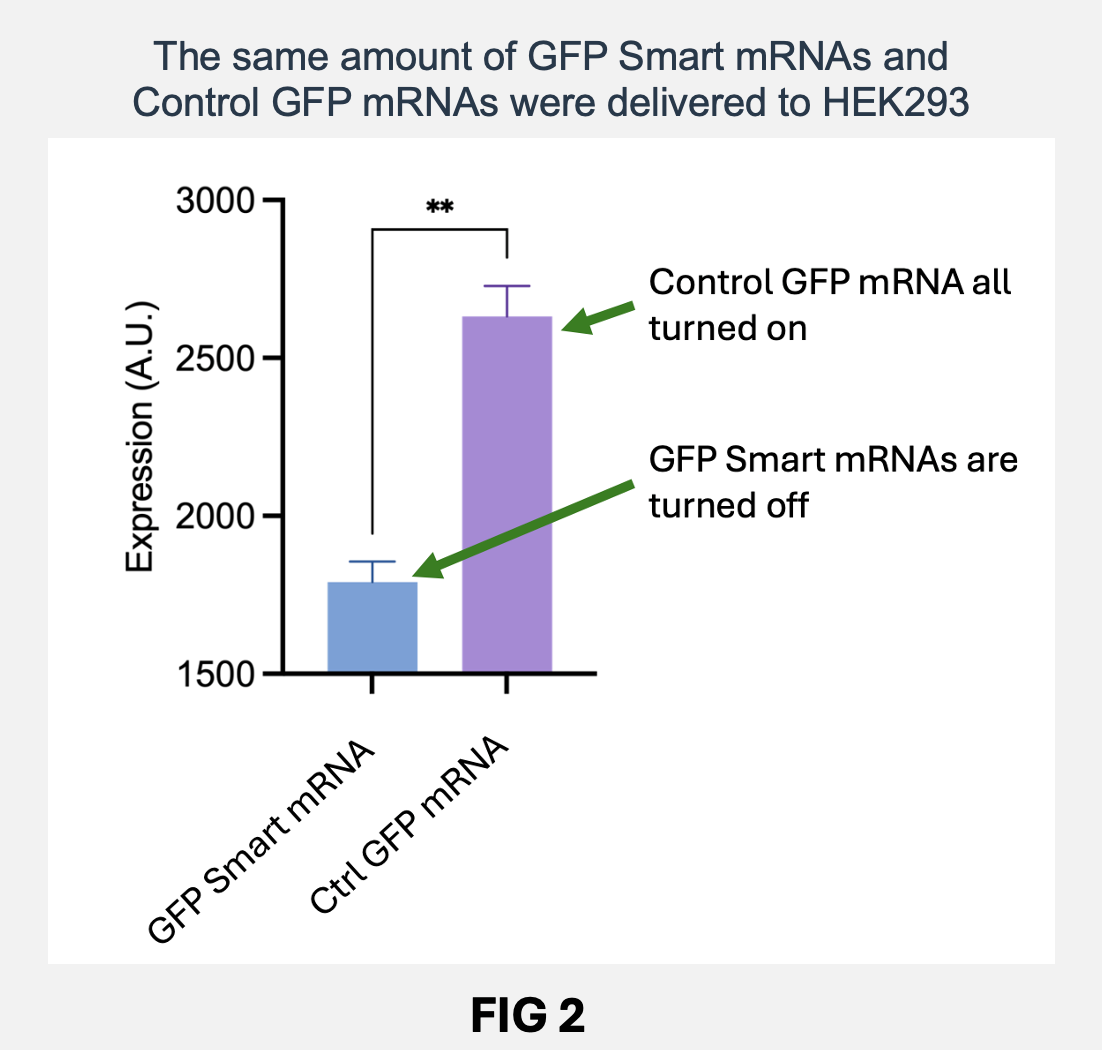 The same amount of GFP Smart mRNAs and
Control GFP mRNAs were delivered to HEK293
3000
**
Control GFP mRNA all
turned on
2500
Expression (A.U.)
GFP Smart mRNAs are
turned off
2000
1500
GFP Smart mRNA
Ctrl GFP mRNA
FIG 2